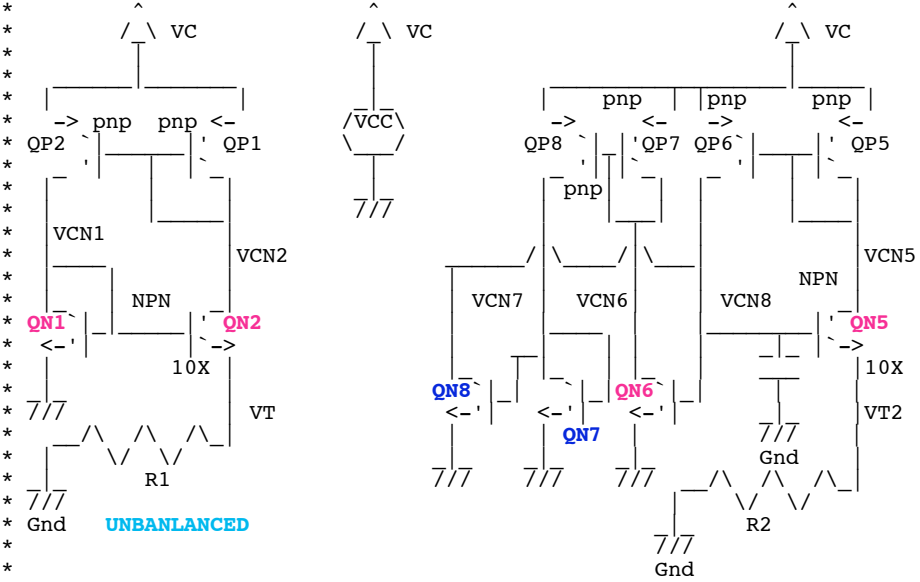 VC VC VC
pnp pnp pnp
pnp pnp VCC
QP2 QP1 QP8 QP7 QP6 QP5
pnp
VCN1
VCN2 VCN5
NPN
NPN VCN7 VCN6 VCN8
QN1 QN2 QN5
10X 10X
QN8 QN6
VT VT2
QN7
Gnd
R1
Gnd UNBANLANCED R2
Gnd